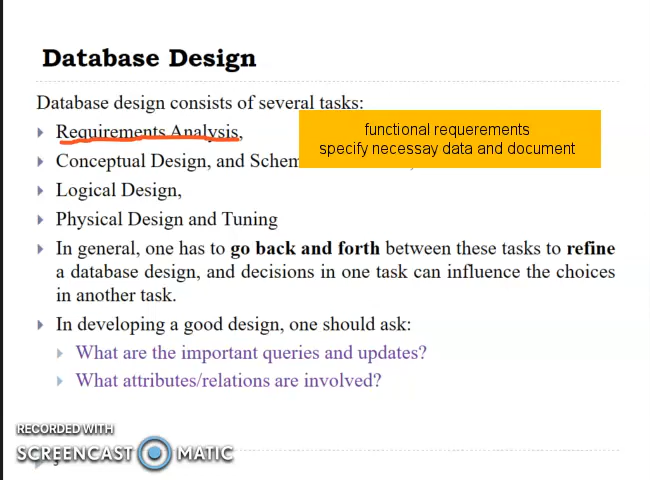 Database Design
Database design consists of several tasks:
Requirements Analysis,
functional requerements
specify necessay data and document
Conceptual Design, and Schem
Logical Design,
Physical Design and Tuning
In general, one has to go back and forth between these tasks to refine
a database design, and decisions in one task can influence the choices
in another task.
In developing a good design, one should ask:
What are the important queries and updates?
What attributes/relations are involved?
RECORDED WITH
SCREENCAST MATIC